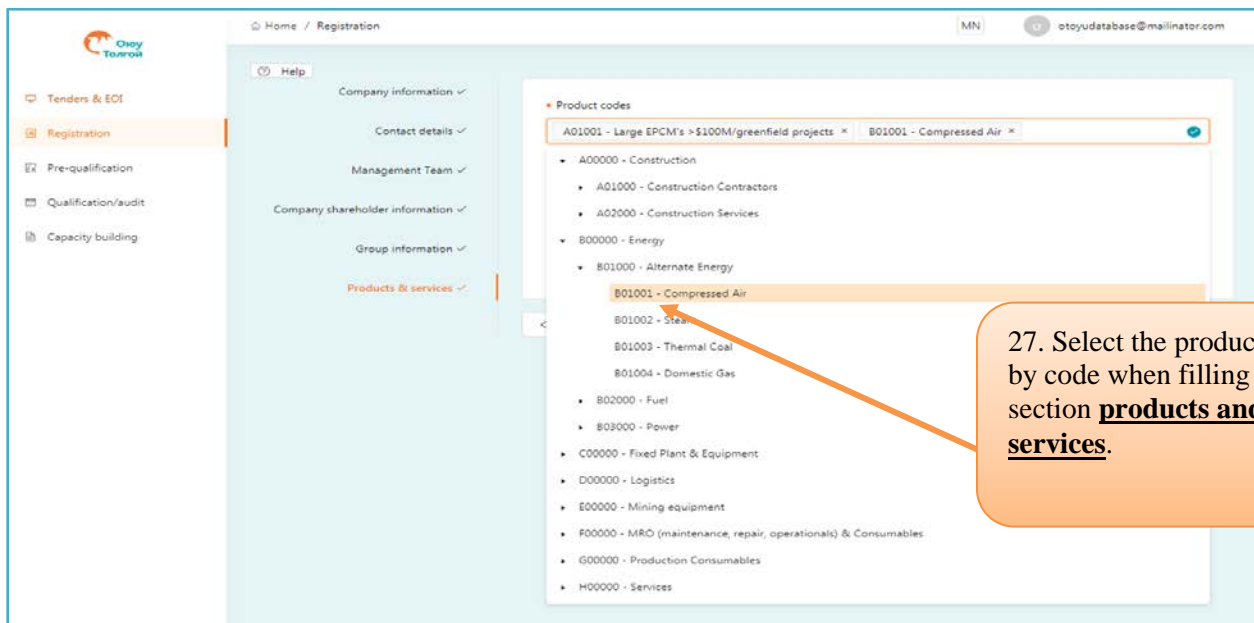 Оюу
Толгой
Home / Registration
MN
o
otoyudatabase@mailinator.com
Help
Tenders & EOI
Registration
Pre-qualification
Qualification/audit
Capacity building
Company information ✓
Contact details ✓
Management Team ✓
Company shareholder information ✓
Group information ✓
Products & services ✓
* Product codes
A01001 - Large EPCM's >$100M/greenfield projects × B01001 - Compressed Air ×
A00000 - Construction
A01000 - Construction Contractors
A02000 - Construction Services
B00000 - Energy
B01000 - Alternate Energy
B01001 - Compressed Air
B01002 -
B01003 - Thermal Coal
B01004 - Domestic Gas
B02000 - Fuel
B03000 - Power
C00000 - Fixed Plant & Equipment
D00000 - Logistics
E00000 - Mining equipment
F00000 - MRO (maintenance, repair, operationals) & Consumables
G00000 - Production Consumables
H00000 - Services
<
27. Select the produc
by code when filling
section products and
services.